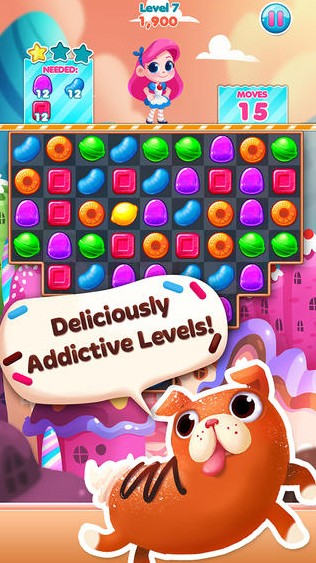 Level 7
1,900
NEEDED:
12
12
12
MOVES
15
Deliciously
Addictive Levels!